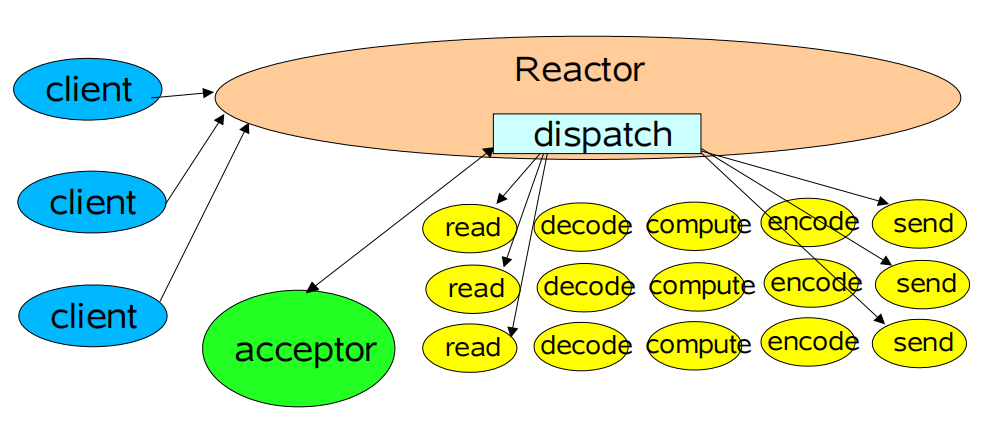 Reactor
client
dispatch
client
read decode compute encode send
read decode compute encode send
client
acceptor
read decode compute encode send